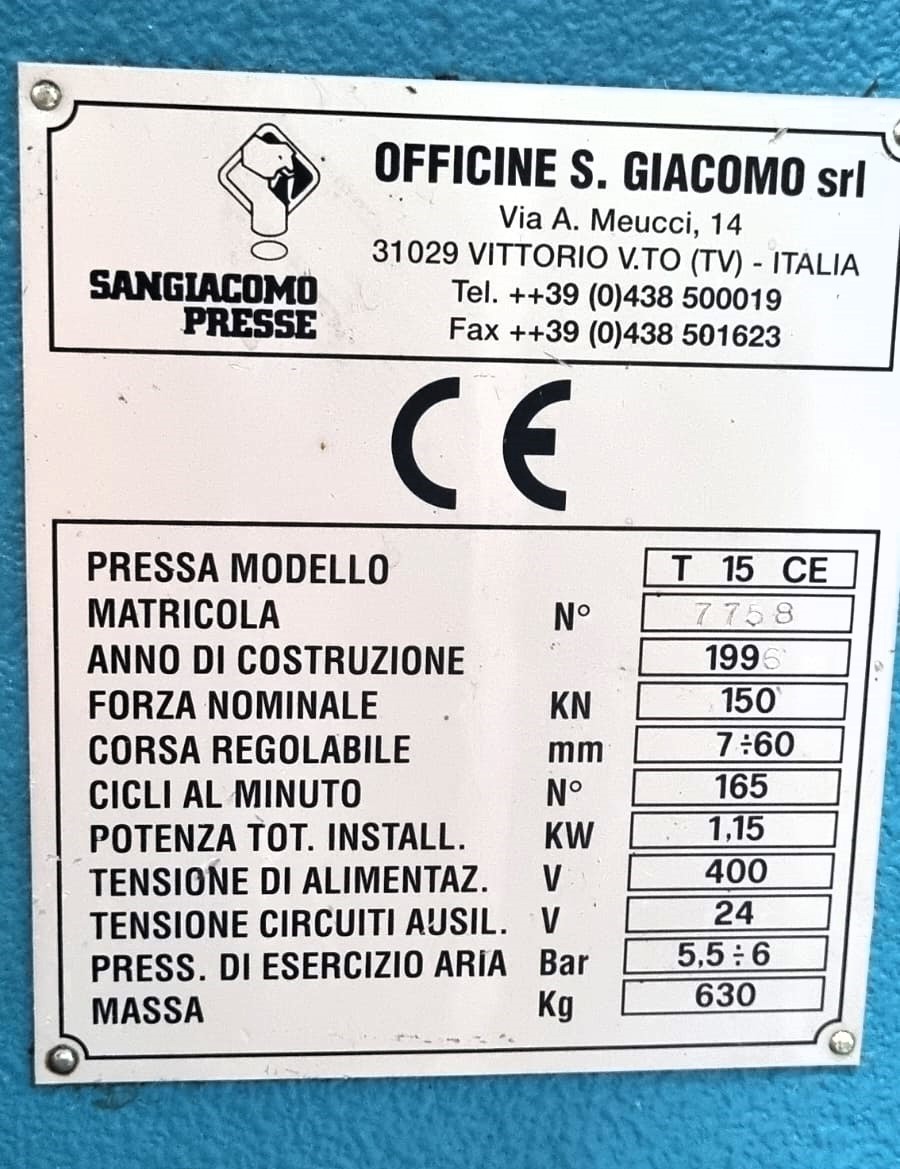 OFFICINE S. GIACOMO srl
Via A. Meucci, 14
31029 VITTORIO V.TO (TV) - ITALIA
Tel. ++39 (0)438 500019
Fax ++39 (0)438 501623
SANGIACOMO
PRESSE
CE
PRESSA MODELLO T 15 CE
MATRICOLA N° 7758
ANNO DI COSTRUZIONE 1996
FORZA NOMINALE KN 150
CORSA REGOLABILE mm 7÷60
CICLI AL MINUTO N° 165
POTENZA TOT. INSTALL. KW 1,15
TENSIONE DI ALIMENTAZ. V 400
TENSIONE CIRCUITI AUSIL. V 24
PRESS. DI ESERCIZIO ARIA Bar 5,5÷6
MASSA Kg 630